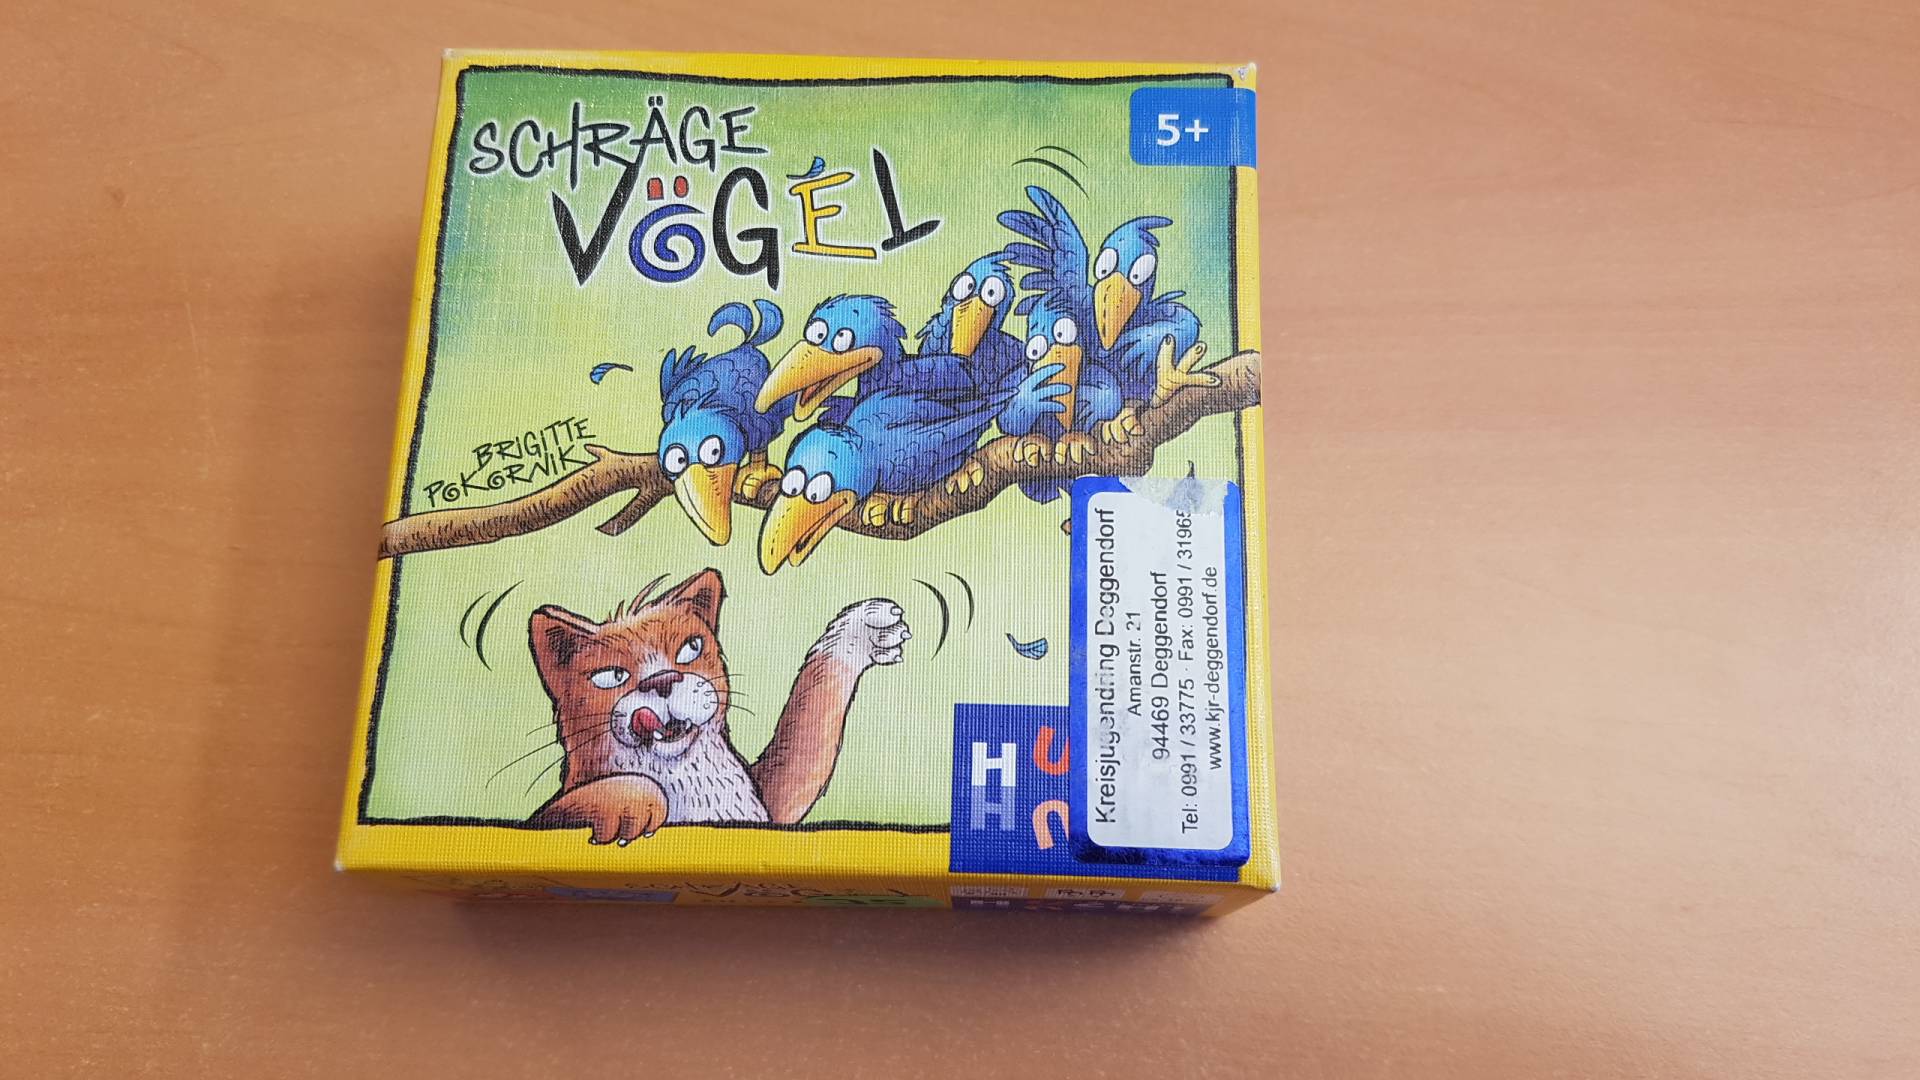 SCHRÄGE
VÖGEL
5+
BRIGITTE
POKORNIK
Kreisjugendring Deggendorf
Amanstr. 21
94469 Deggendorf
Tel: 0991 / 33775 · Fax: 0991 / 31965
www.kjr-deggendorf.de
HU
H